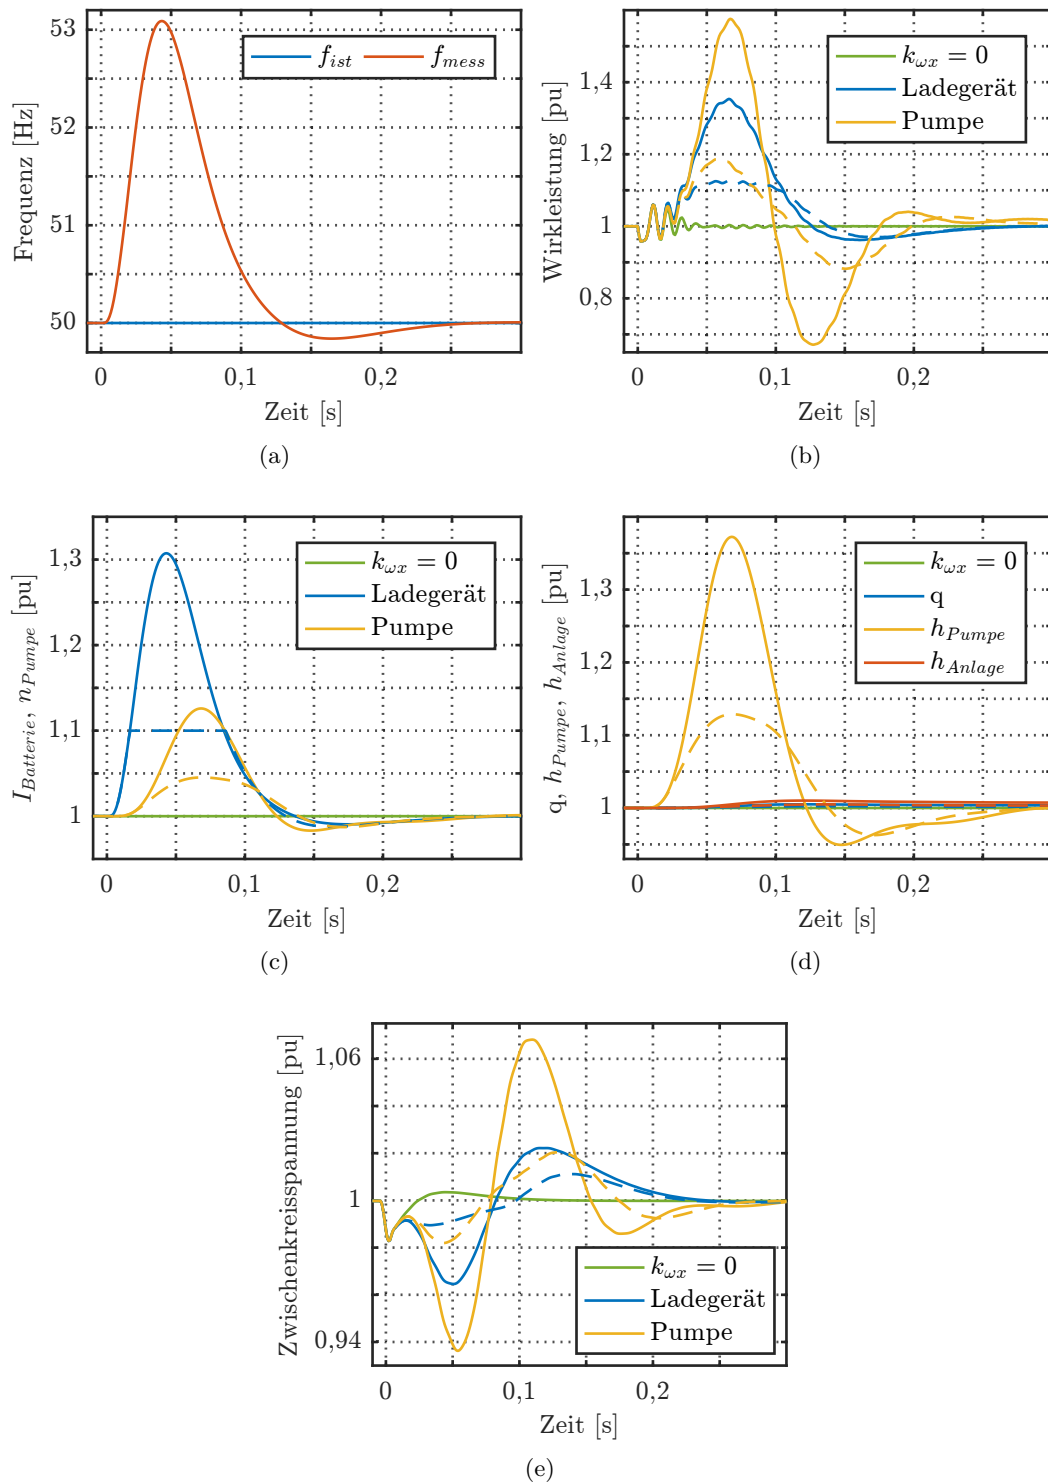 53
52
51
50
Frequenz [Hz]
f_ist f_mess
0 0,1 0,2
Zeit [s]
(a)
1,4
1,2
1
0,8
Wirkleistung [pu]
k_ωx = 0
Ladegerät
Pumpe
0 0,1 0,2
Zeit [s]
(b)
1,3
1,2
1,1
1
I_Batterie, n_Pumpe [pu]
k_ωx = 0
Ladegerät
Pumpe
0 0,1 0,2
Zeit [s]
(c)
1,3
1,2
1,1
1
q, h_Pumpe, h_Anlage [pu]
k_ωx = 0
q
h_Pumpe
h_Anlage
0 0,1 0,2
Zeit [s]
(d)
1,06
1
0,94
Zwischenkreisspannung [pu]
k_ωx = 0
Ladegerät
Pumpe
0 0,1 0,2
Zeit [s]
(e)